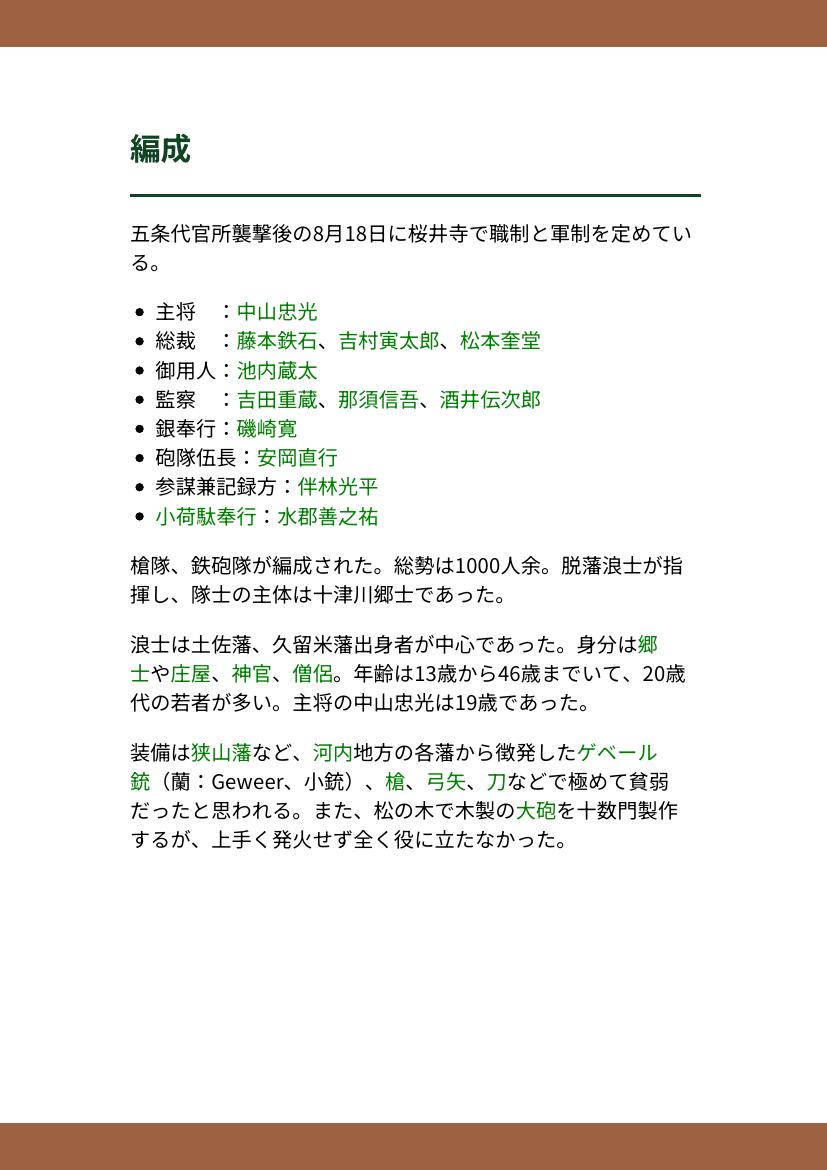 編成
五条代官所襲撃後の8月18日に桜井寺で職制と軍制を定めてい
る。
• 主将　：中山忠光
• 総裁　：藤本鉄石、吉村寅太郎、松本奎堂
• 御用人：池内蔵太
• 監察　：吉田重蔵、那須信吾、酒井伝次郎
• 銀奉行：磯崎寛
• 砲隊伍長：安岡直行
• 参謀兼記録方：伴林光平
• 小荷駄奉行：水郡善之祐
槍隊、鉄砲隊が編成された。総勢は1000人余。脱藩浪士が指
揮し、隊士の主体は十津川郷士であった。
浪士は土佐藩、久留米藩出身者が中心であった。身分は郷
士や庄屋、神官、僧侶。年齢は13歳から46歳までいて、20歳
代の若者が多い。主将の中山忠光は19歳であった。
装備は狭山藩など、河内地方の各藩から徴発したゲベール
銃（蘭：Geweer、小銃）、槍、弓矢、刀などで極めて貧弱
だったと思われる。また、松の木で木製の大砲を十数門製作
するが、上手く発火せず全く役に立たなかった。